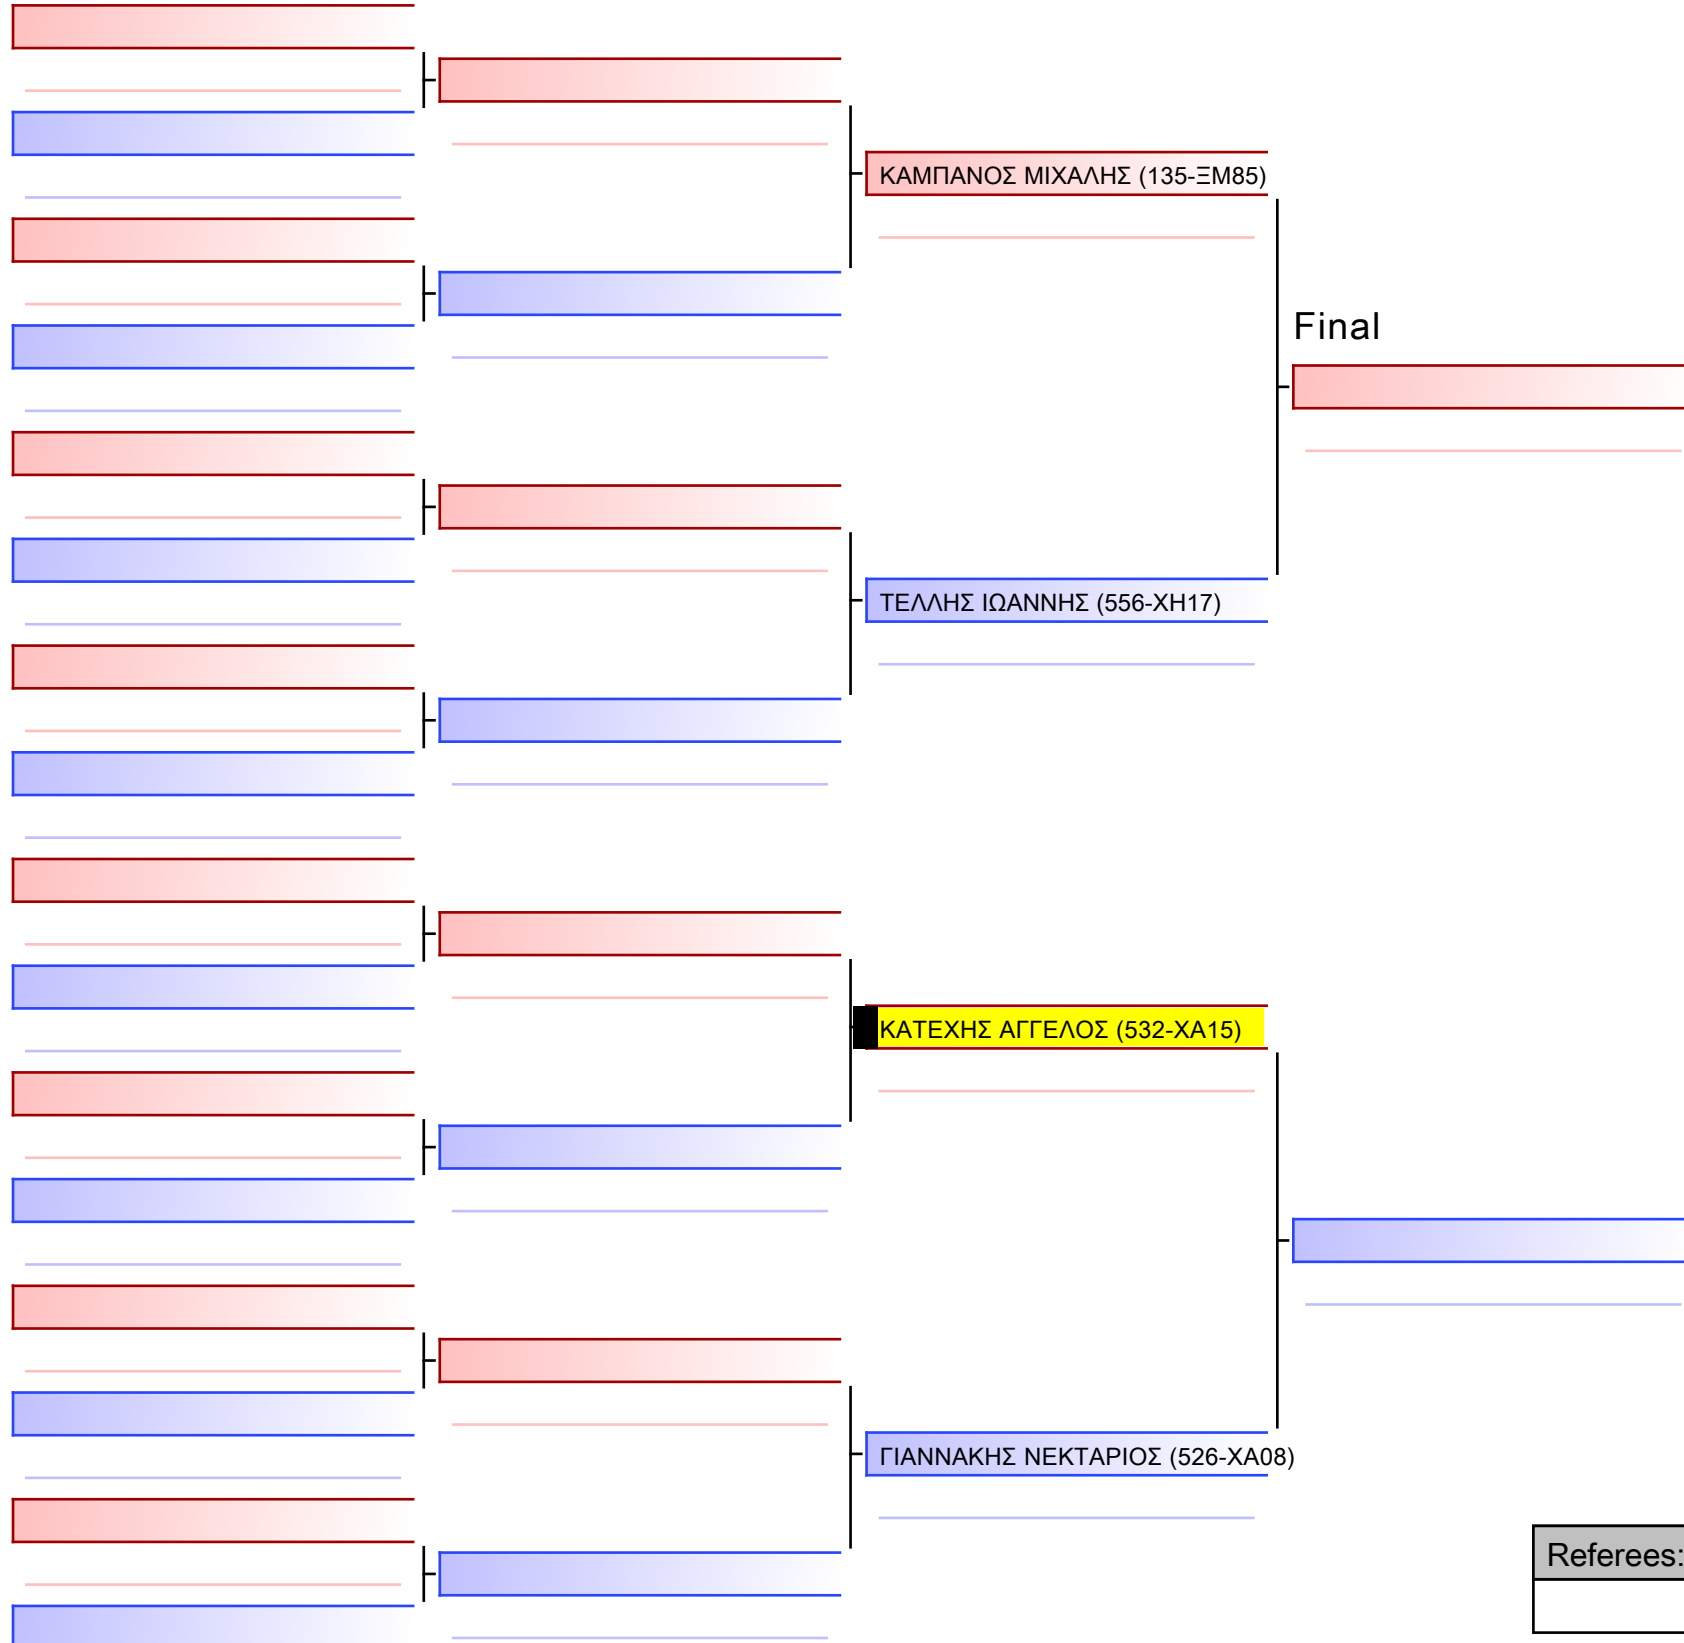 ΚΑΜΠΑΝΟΣ ΜΙΧΑΛΗΣ (135-ΞΜ85)
Final
ΤΕΛΛΗΣ ΙΩΑΝΝΗΣ (556-ΧΗ17)
ΚΑΤΕΧΗΣ ΑΓΓΕΛΟΣ (532-ΧΑ15)
ΓΙΑΝΝΑΚΗΣ ΝΕΚΤΑΡΙΟΣ (526-ΧΑ08)
Referees: